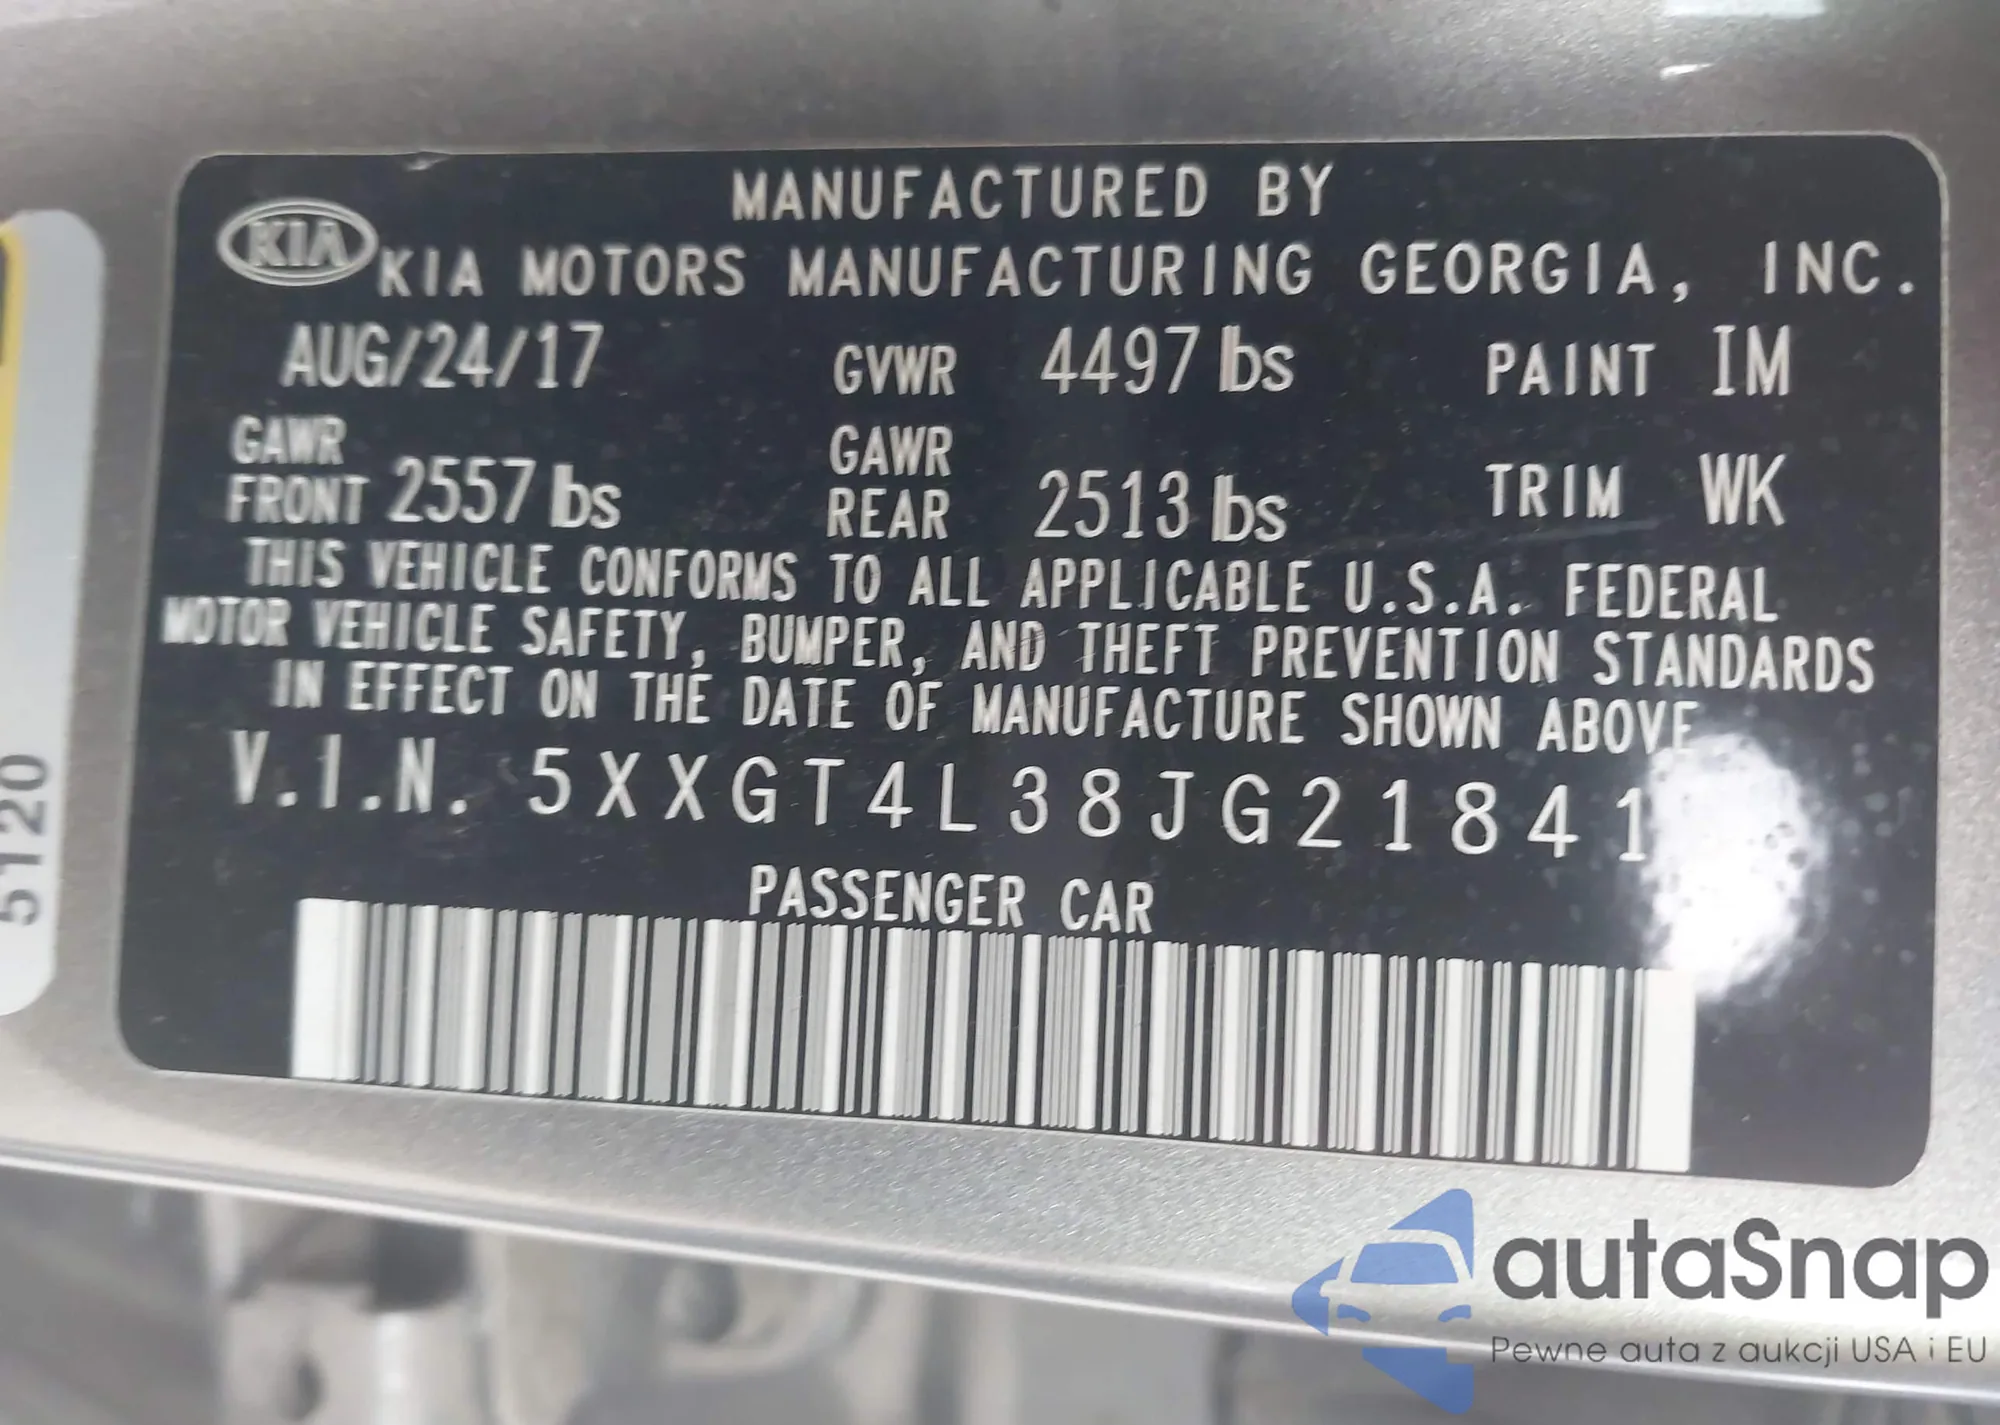 MANUFACTURED BY
KIA
KIA MOTORS MANUFACTURING GEORGIA, INC.
AUG/24/17 GVWR 4497 lbs PAINT IM
GAWR FRONT 2557 lbs GAWR REAR 2513 lbs TRIM WK
THIS VEHICLE CONFORMS TO ALL APPLICABLE U.S.A. FEDERAL
MOTOR VEHICLE SAFETY, BUMPER, AND THEFT PREVENTION STANDARDS
IN EFFECT ON THE DATE OF MANUFACTURE SHOWN ABOVE
V.I.N. 5XXGT4L38JG21841
PASSENGER CAR
5120
autaSnap
Pewne auta z aukcji USA i EU